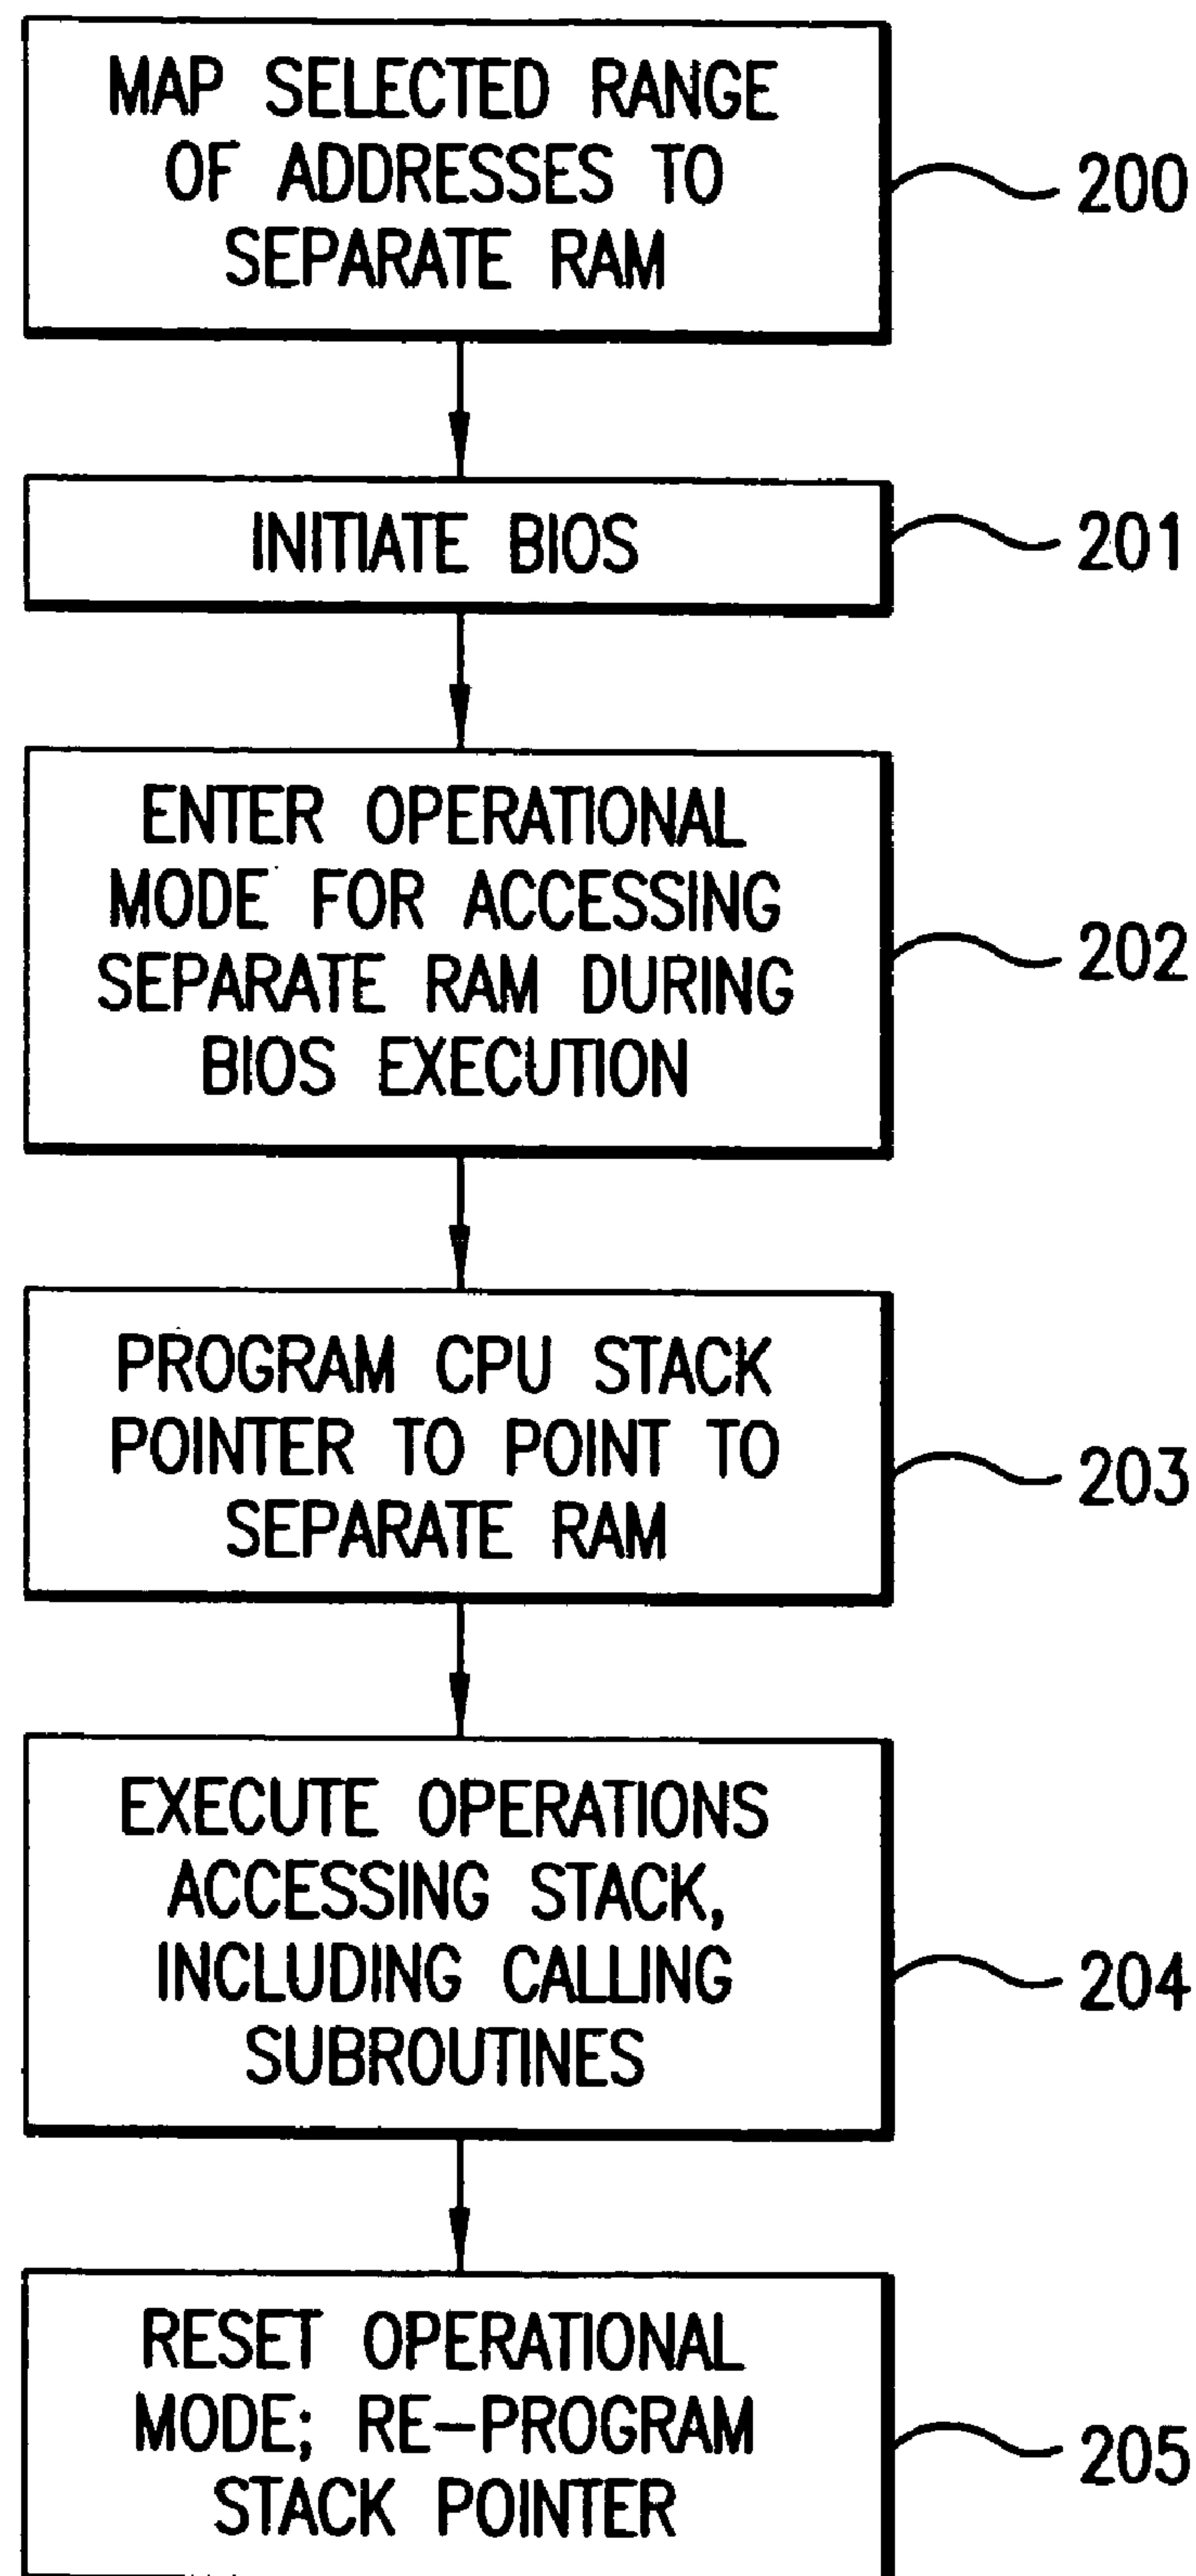 MAP SELECTED RANGE
OF ADDRESSES TO
SEPARATE RAM
200
INITIATE BIOS
201
ENTER OPERATIONAL
MODE FOR ACCESSING
SEPARATE RAM DURING
BIOS EXECUTION
202
PROGRAM CPU STACK
POINTER TO POINT TO
SEPARATE RAM
203
EXECUTE OPERATIONS
ACCESSING STACK,
INCLUDING CALLING
SUBROUTINES
204
RESET OPERATIONAL
MODE; RE-PROGRAM
STACK POINTER
205